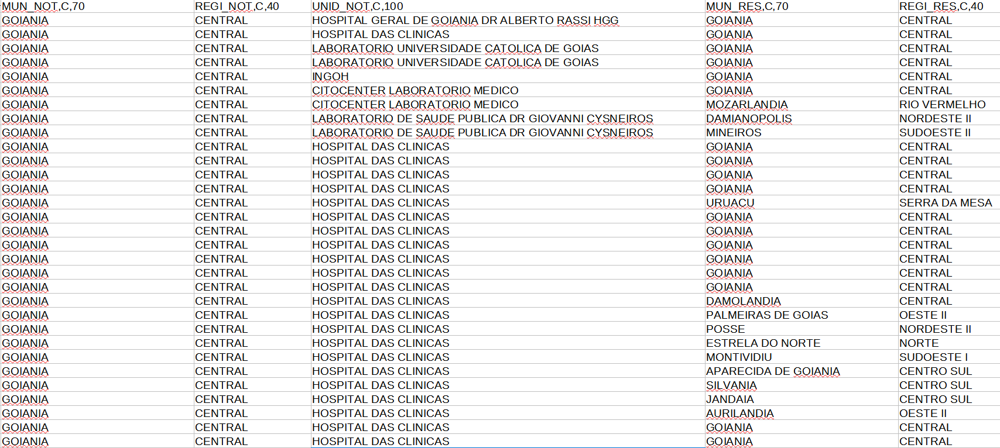 MUN_NOT,C,70 REGI_NOT,C,40 UNID_NOT,C,100 MUN_RES,C,70 REGI_RES,C,40
GOIANIA CENTRAL HOSPITAL GERAL DE GOIANIA DR ALBERTO RASSI HGG GOIANIA CENTRAL
GOIANIA CENTRAL HOSPITAL DAS CLINICAS GOIANIA CENTRAL
GOIANIA CENTRAL LABORATORIO UNIVERSIDADE CATOLICA DE GOIAS GOIANIA CENTRAL
GOIANIA CENTRAL LABORATORIO UNIVERSIDADE CATOLICA DE GOIAS GOIANIA CENTRAL
GOIANIA CENTRAL INGOH GOIANIA CENTRAL
GOIANIA CENTRAL CITOCENTER LABORATORIO MEDICO GOIANIA CENTRAL
GOIANIA CENTRAL CITOCENTER LABORATORIO MEDICO MOZARLANDIA RIO VERMELHO
GOIANIA CENTRAL LABORATORIO DE SAUDE PUBLICA DR GIOVANNI CYSNEIROS DAMIANOPOLIS NORDESTE II
GOIANIA CENTRAL LABORATORIO DE SAUDE PUBLICA DR GIOVANNI CYSNEIROS MINEIROS SUDOESTE II
GOIANIA CENTRAL HOSPITAL DAS CLINICAS GOIANIA CENTRAL
GOIANIA CENTRAL HOSPITAL DAS CLINICAS GOIANIA CENTRAL
GOIANIA CENTRAL HOSPITAL DAS CLINICAS GOIANIA CENTRAL
GOIANIA CENTRAL HOSPITAL DAS CLINICAS GOIANIA CENTRAL
GOIANIA CENTRAL HOSPITAL DAS CLINICAS URUACU SERRA DA MESA
GOIANIA CENTRAL HOSPITAL DAS CLINICAS GOIANIA CENTRAL
GOIANIA CENTRAL HOSPITAL DAS CLINICAS GOIANIA CENTRAL
GOIANIA CENTRAL HOSPITAL DAS CLINICAS GOIANIA CENTRAL
GOIANIA CENTRAL HOSPITAL DAS CLINICAS GOIANIA CENTRAL
GOIANIA CENTRAL HOSPITAL DAS CLINICAS GOIANIA CENTRAL
GOIANIA CENTRAL HOSPITAL DAS CLINICAS GOIANIA CENTRAL
GOIANIA CENTRAL HOSPITAL DAS CLINICAS DAMOLANDIA CENTRAL
GOIANIA CENTRAL HOSPITAL DAS CLINICAS PALMEIRAS DE GOIAS OESTE II
GOIANIA CENTRAL HOSPITAL DAS CLINICAS POSSE NORDESTE II
GOIANIA CENTRAL HOSPITAL DAS CLINICAS ESTRELA DO NORTE NORTE
GOIANIA CENTRAL HOSPITAL DAS CLINICAS MONTIVIDIU SUDOESTE I
GOIANIA CENTRAL HOSPITAL DAS CLINICAS APARECIDA DE GOIANIA CENTRO SUL
GOIANIA CENTRAL HOSPITAL DAS CLINICAS SILVANIA CENTRO SUL
GOIANIA CENTRAL HOSPITAL DAS CLINICAS JANDAIA CENTRO SUL
GOIANIA CENTRAL HOSPITAL DAS CLINICAS AURILANDIA OESTE II
GOIANIA CENTRAL HOSPITAL DAS CLINICAS GOIANIA CENTRAL
GOIANIA CENTRAL HOSPITAL DAS CLINICAS GOIANIA CENTRAL